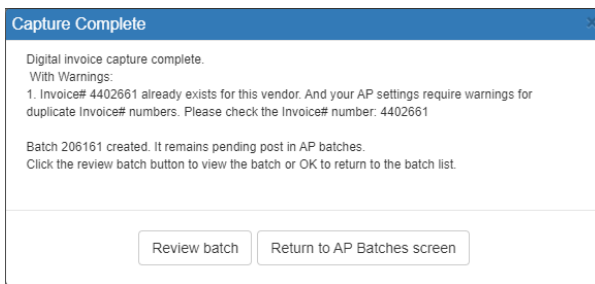 Capture Complete
Digital invoice capture complete.
With Warnings:
1. Invoice# 4402661 already exists for this vendor. And your AP settings require warnings for
duplicate Invoice# numbers. Please check the Invoice# number: 4402661
Batch 206161 created. It remains pending post in AP batches.
Click the review batch button to view the batch or OK to return to the batch list.
Review batch
Return to AP Batches screen